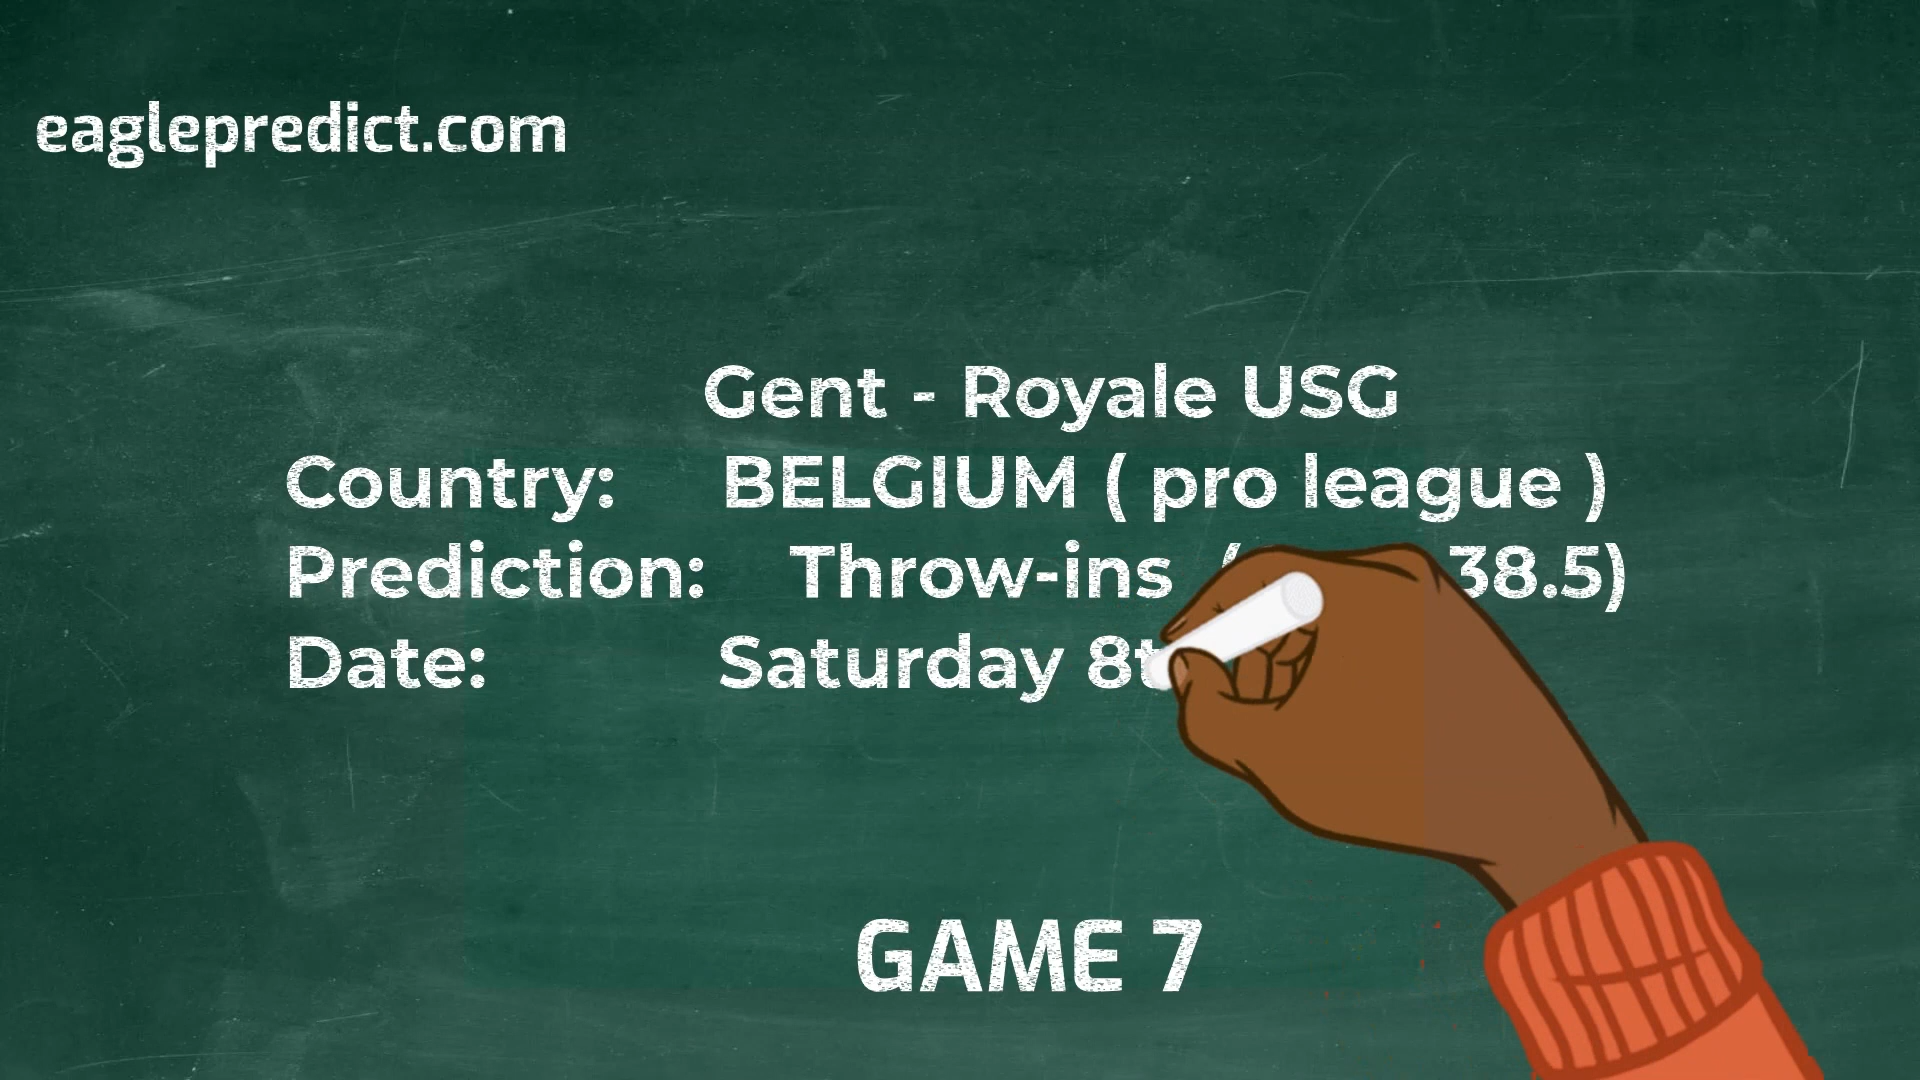 eaglepredict.com
Gent - Royale USG
Country: BELGIUM ( pro league )
Prediction: Throw-ins ( 38.5)
Date: Saturday 8t
GAME 7